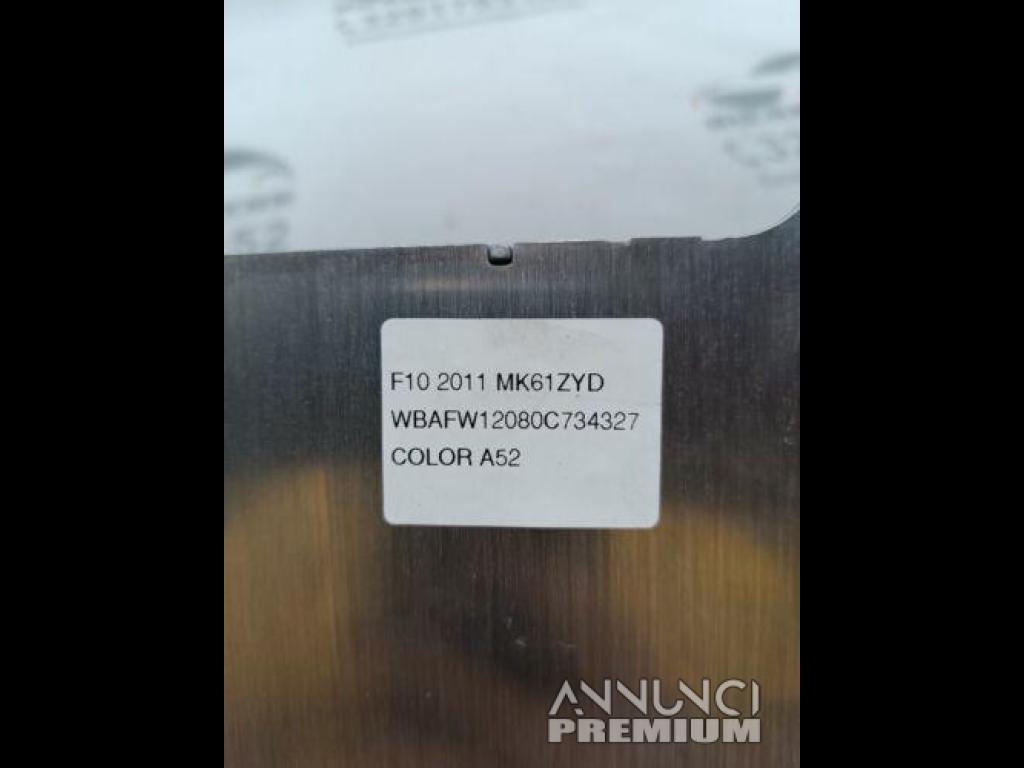 F10 2011 MK61ZYD
WBAFW12080C734327
COLOR A52
ANNUNCI
PREMIUM